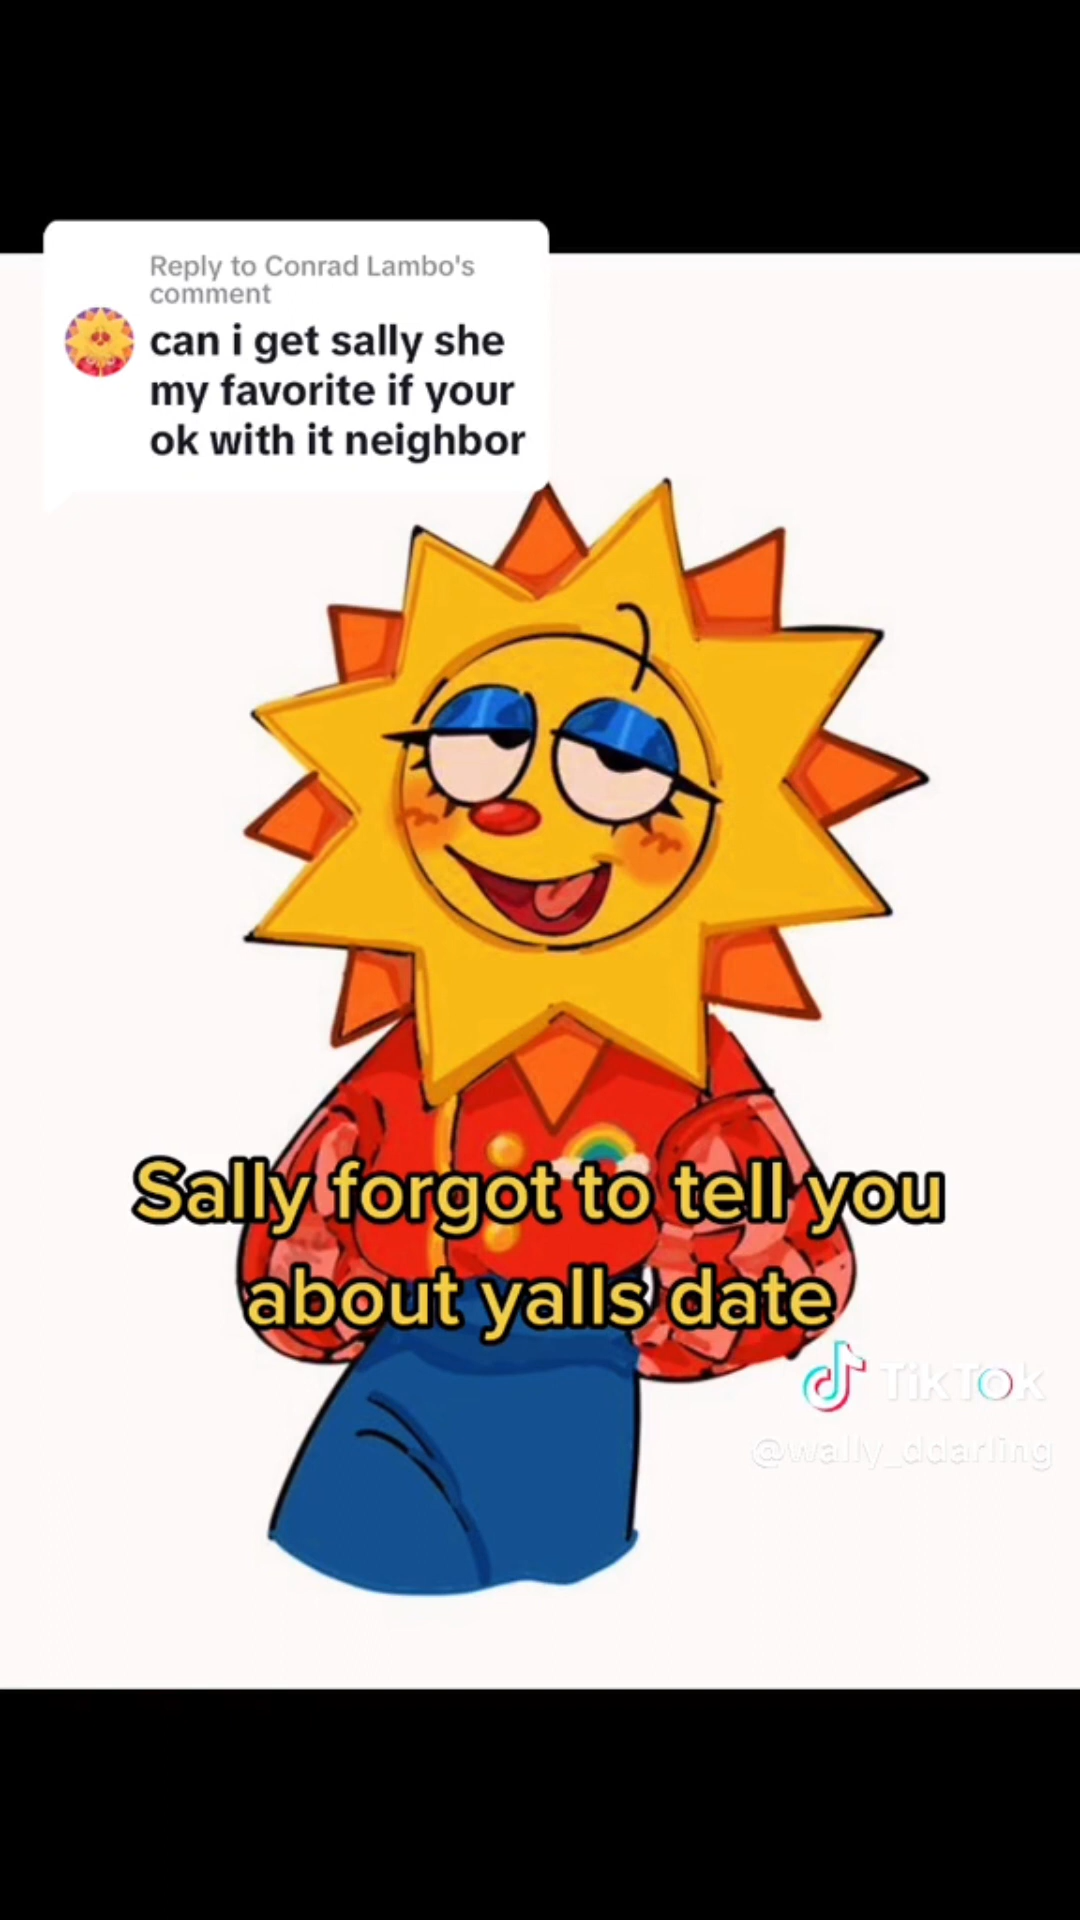 Reply to Conrad Lambo's
comment
can i get sally she
my favorite if your
ok with it neighbor
Sally forgot to tell you
about yalls date
TikTok
@wally_ddarling